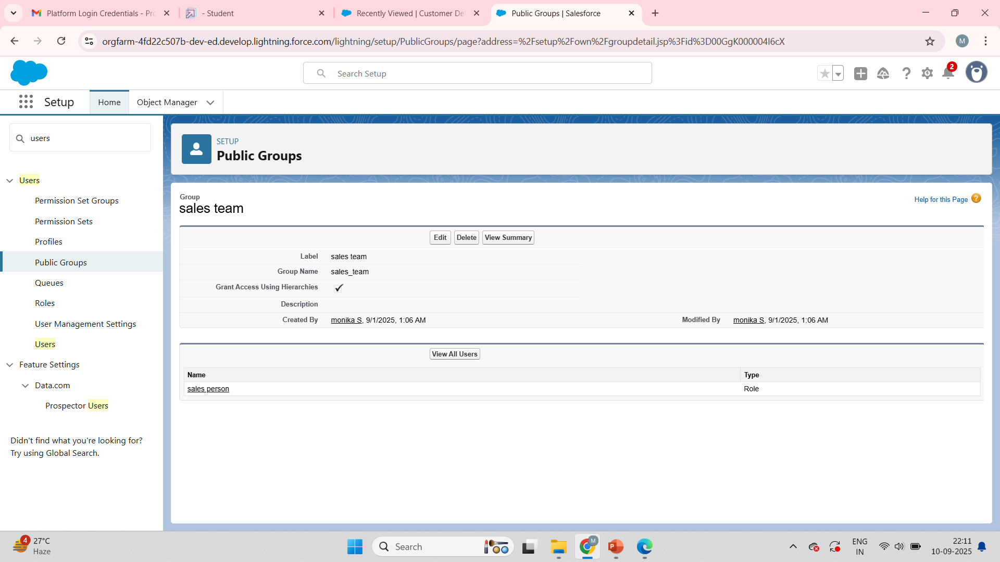 Platform Login Credentials - Pro
- Student
Recently Viewed | Customer De
Public Groups | Salesforce
orgfarm-4fd22c507b-dev-ed.develop.lightning.force.com/lightning/setup/PublicGroups/page?address=%2Fsetup%2Fown%2Fgroupdetail.jsp%3Fid%3D00GgK000004I6cX
M
Search Setup
2
Setup
Home
Object Manager
users
Users
Permission Set Groups
Permission Sets
Profiles
Public Groups
Queues
Roles
User Management Settings
Users
Feature Settings
Data.com
Prospector Users
Didn't find what you're looking for?
Try using Global Search.
SETUP
Public Groups
Group
sales team
Help for this Page ?
Edit Delete View Summary
Label sales team
Group Name sales_team
Grant Access Using Hierarchies
Description
Created By monika S, 9/1/2025, 1:06 AM Modified By monika S, 9/1/2025, 1:06 AM
View All Users
Name Type
sales person Role
4
27°C
Haze
Search
M
P
ENG
IN
22:11
10-09-2025